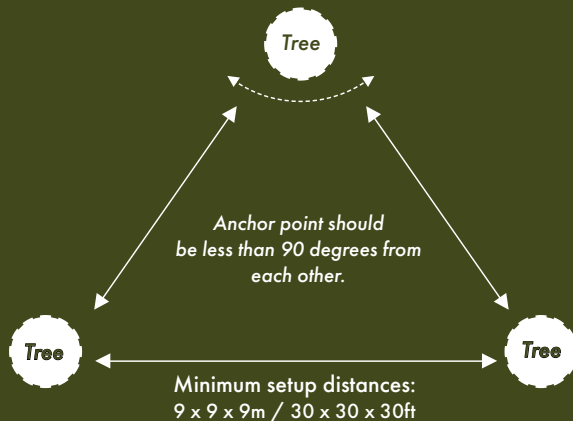 Tree
Anchor point should
be less than 90 degrees from
each other.
Tree
Tree
Minimum setup distances:
9 x 9 x 9m / 30 x 30 x 30ft